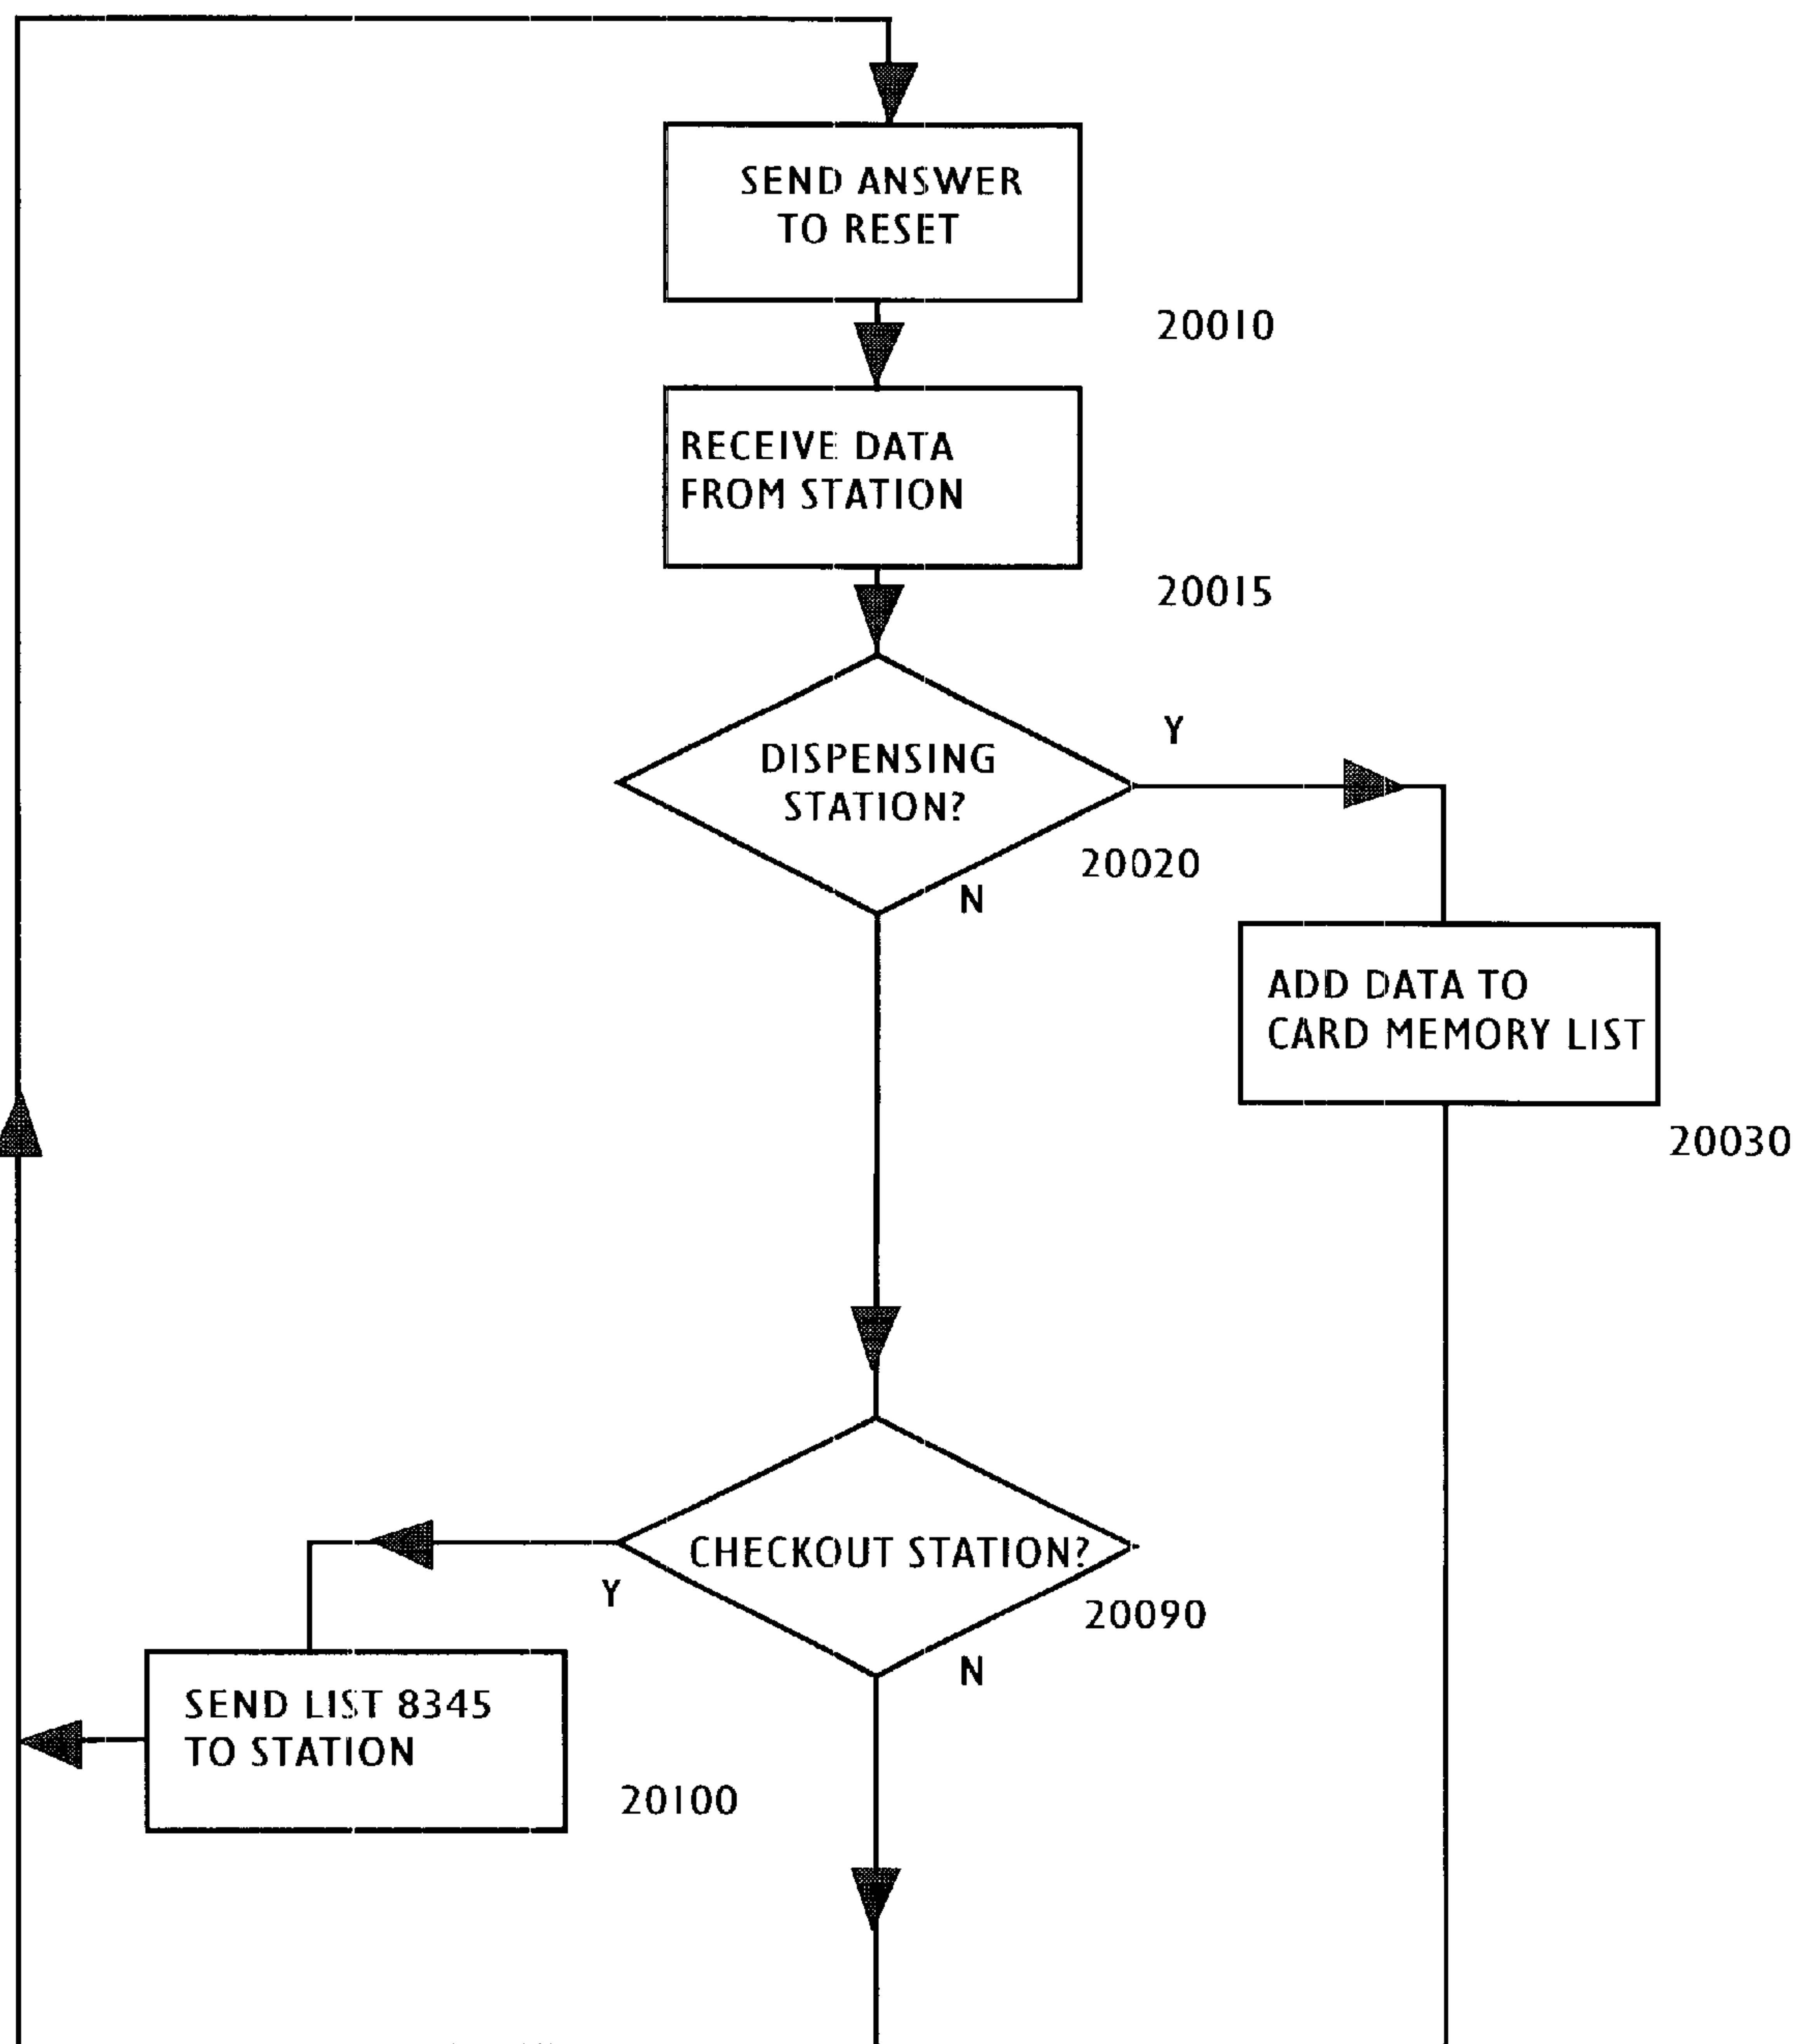 SEND ANSWER
TO RESET
20010
RECEIVE DATA
FROM STATION
20015
DISPENSING
STATION?
Y
20020
N
ADD DATA TO
CARD MEMORY LIST
20030
CHECKOUT STATION?
Y
20090
N
SEND LIST 8345
TO STATION
20100